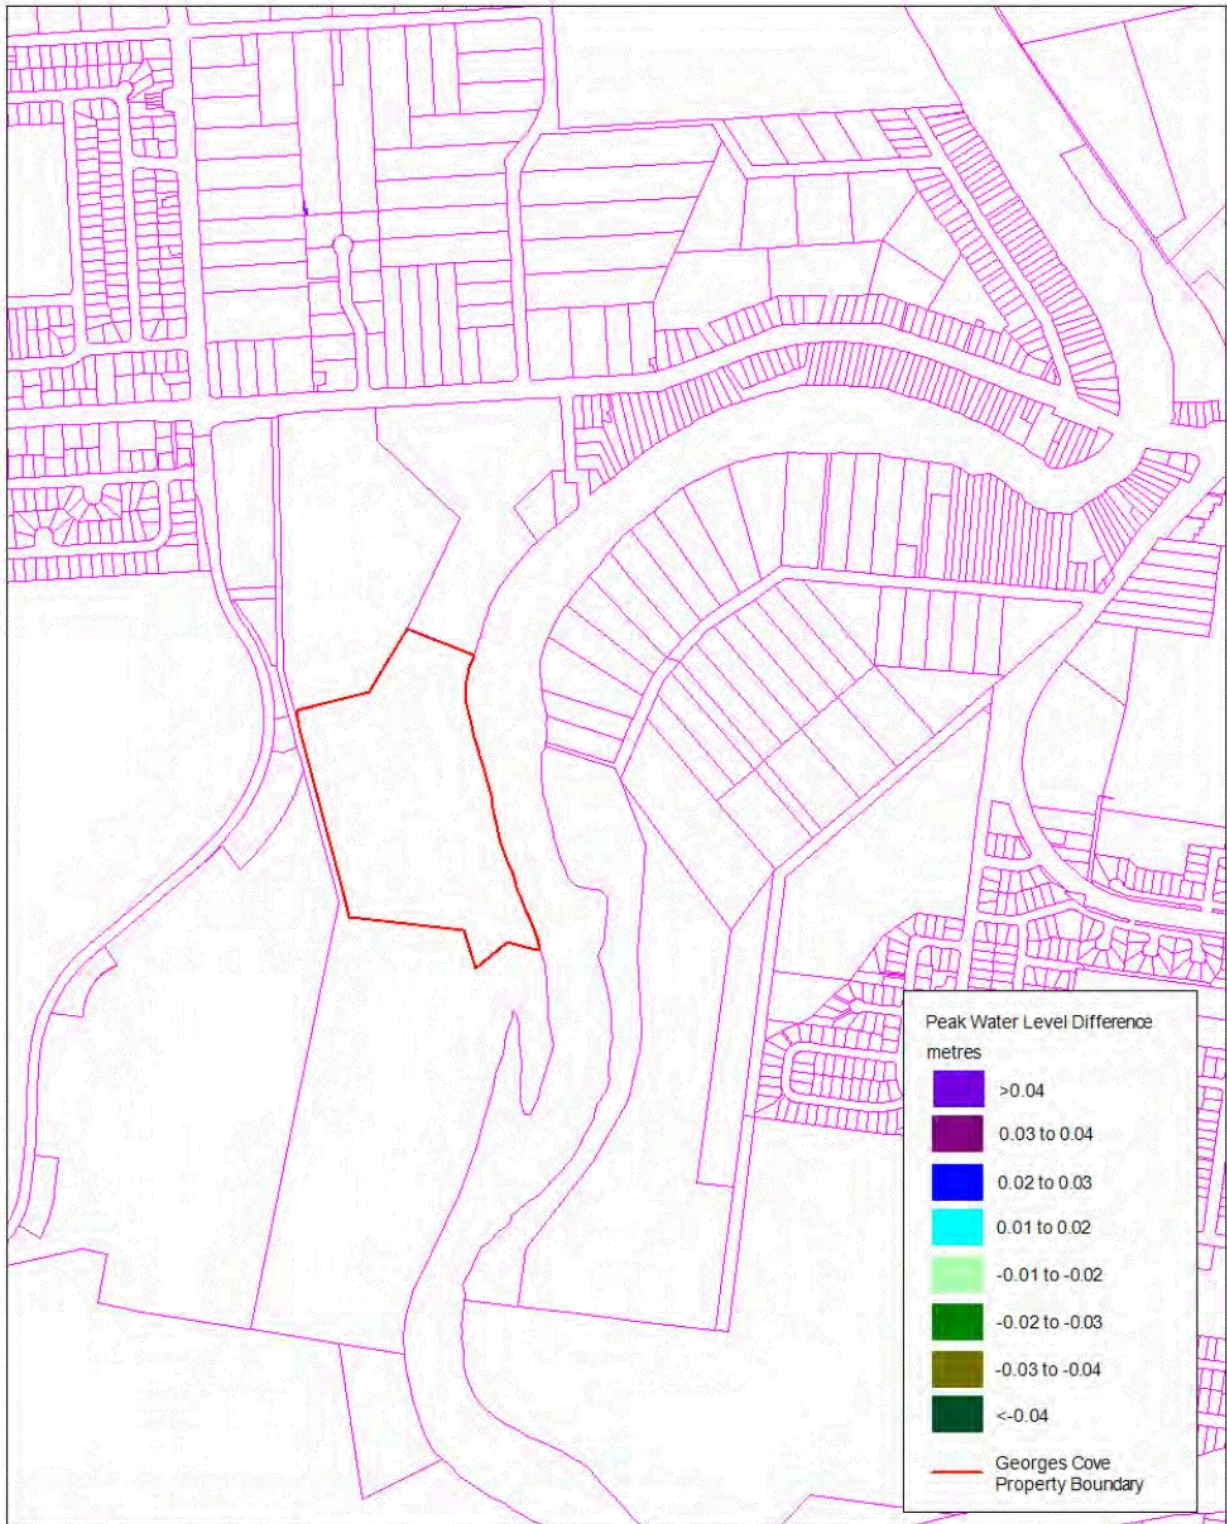 Peak Water Level Difference
metres
>0.04
0.03 to 0.04
0.02 to 0.03
0.01 to 0.02
-0.01 to -0.02
-0.02 to -0.03
-0.03 to -0.04
<-0.04
Georges Cove
Property Boundary